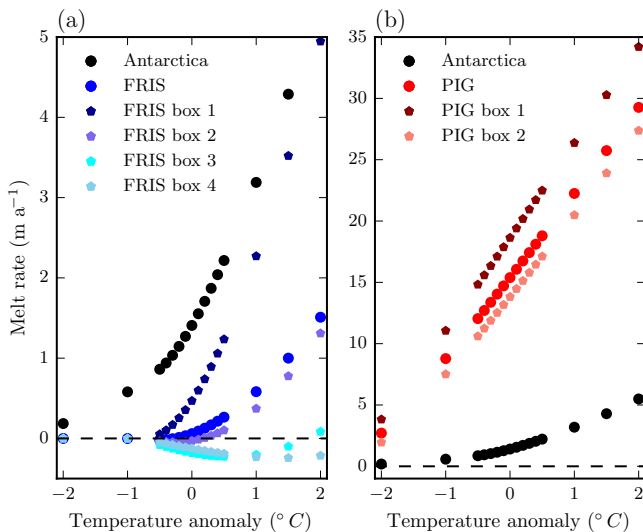 (a)
Antarctica
FRIS
FRIS box 1
FRIS box 2
FRIS box 3
FRIS box 4
5
4
3
2
1
0
−2
−1
0
1
2
Melt rate (m a⁻¹)
Temperature anomaly (° C)
(b)
Antarctica
PIG
PIG box 1
PIG box 2
35
30
25
20
15
10
5
0
−2
−1
0
1
2
Temperature anomaly (° C)